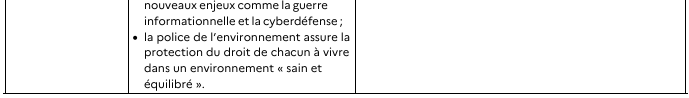 nouveaux enjeux comme la guerre
informationnelle et la cyberdéfense ;
• la police de l’environnement assure la
protection du droit de chacun à vivre
dans un environnement « sain et
équilibré ».